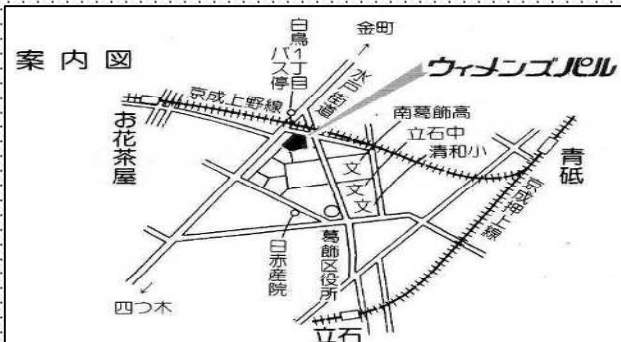 案内図
白鳥1丁目
バス停
金町
水戸街道
ウィメンズパル
京成上野線
お花茶屋
南葛飾高
立石中
清和小
文
文
文
青砥
京成押上線
日赤産院
葛飾区役所
四つ木
立石